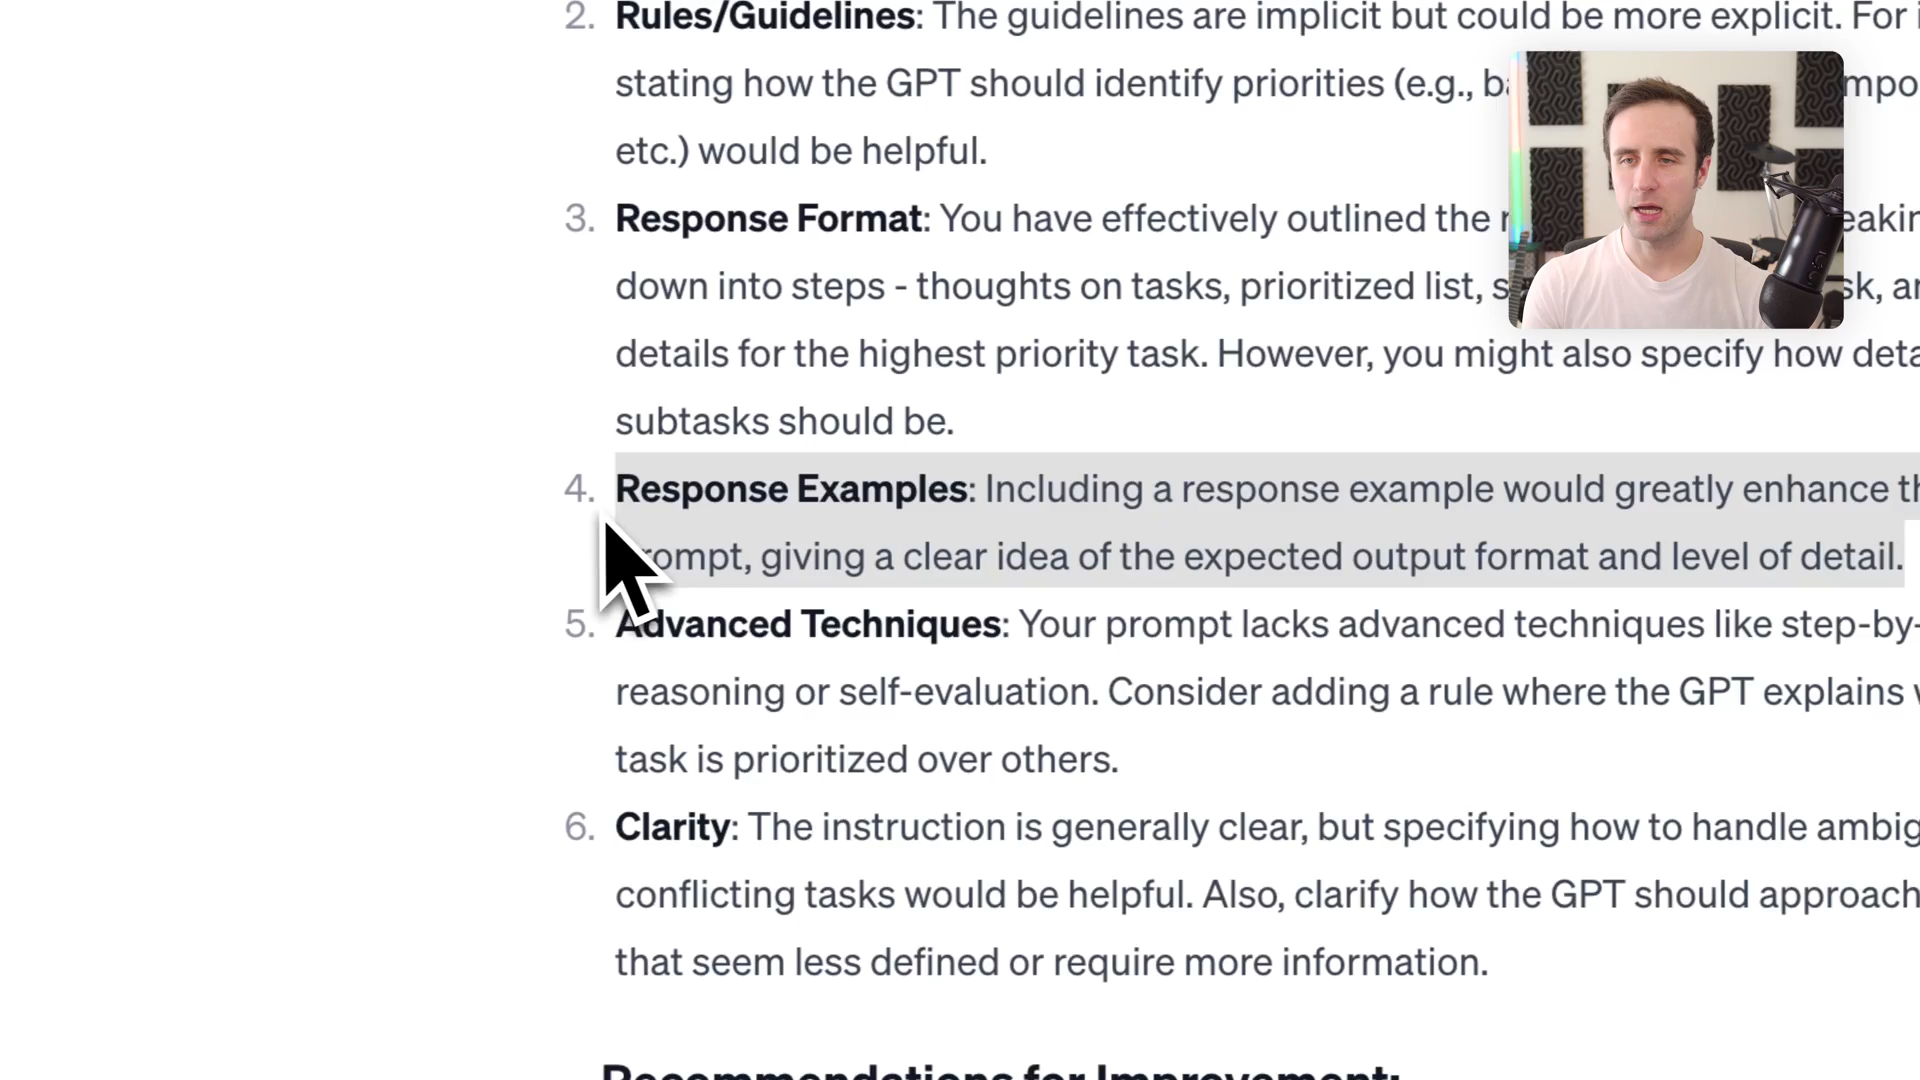 2. Rules/Guidelines: The guidelines are implicit but could be more explicit. For
stating how the GPT should identify priorities (e.g.,
etc.) would be helpful.
3. Response Format: You have effectively outlined the
down into steps - thoughts on tasks, prioritized list,
details for the highest priority task. However, you might also specify how
subtasks should be.
4. Response Examples: Including a response example would greatly enhance
prompt, giving a clear idea of the expected output format and level of detail.
5. Advanced Techniques: Your prompt lacks advanced techniques like step-by-
reasoning or self-evaluation. Consider adding a rule where the GPT explains
task is prioritized over others.
6. Clarity: The instruction is generally clear, but specifying how to handle
conflicting tasks would be helpful. Also, clarify how the GPT should approach
that seem less defined or require more information.
Recommendations for Improvement: